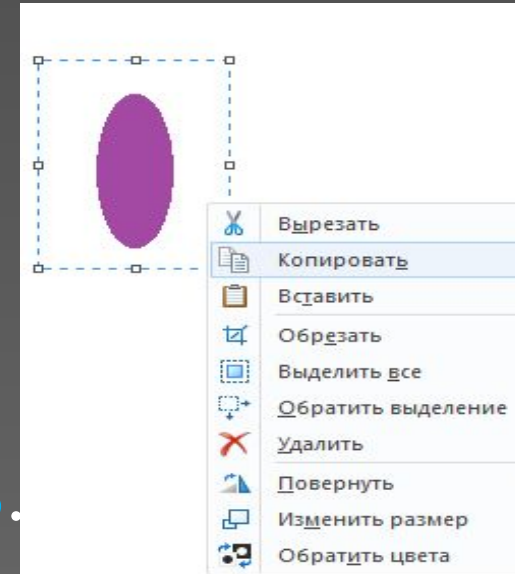 Вырезать
Копировать
Вставить
Обрезать
Выделить все
Обратить выделение
Удалить
Повернуть
Изменить размер
Обратить цвета